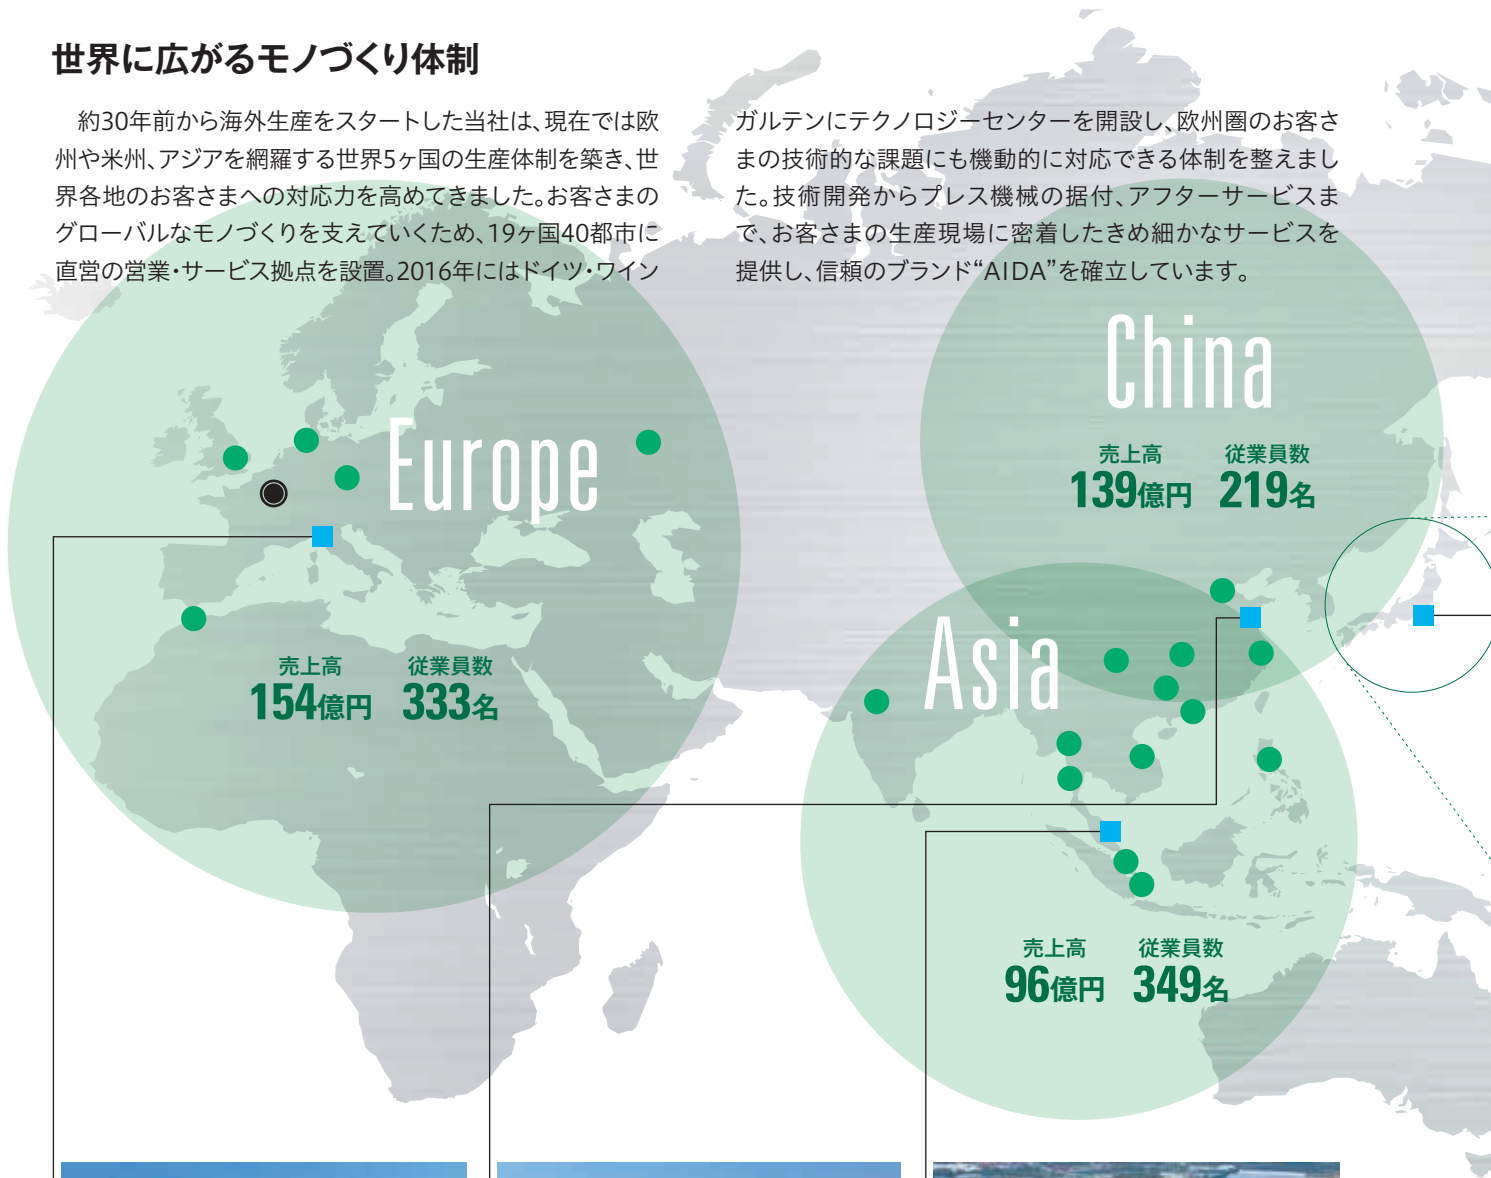 世界に広がるモノづくり体制
約30年前から海外生産をスタートした当社は、現在では欧
州や米州、アジアを網羅する世界5ヶ国の生産体制を築き、世
界各地のお客さまへの対応力を高めてきました。お客さまの
グローバルなモノづくりを支えていくため、19ヶ国40都市に
直営の営業・サービス拠点を設置。2016年にはドイツ・ワイン
ガルテンにテクノロジーセンターを開設し、欧州圏のお客さ
まの技術的な課題にも機動的に対応できる体制を整えまし
た。技術開発からプレス機械の据付、アフターサービスま
で、お客さまの生産現場に密着したきめ細かなサービスを
提供し、信頼のブランド“AIDA”を確立しています。
China
売上高 従業員数
139億円 219名
Europe
売上高 従業員数
154億円 333名
Asia
売上高 従業員数
96億円 349名